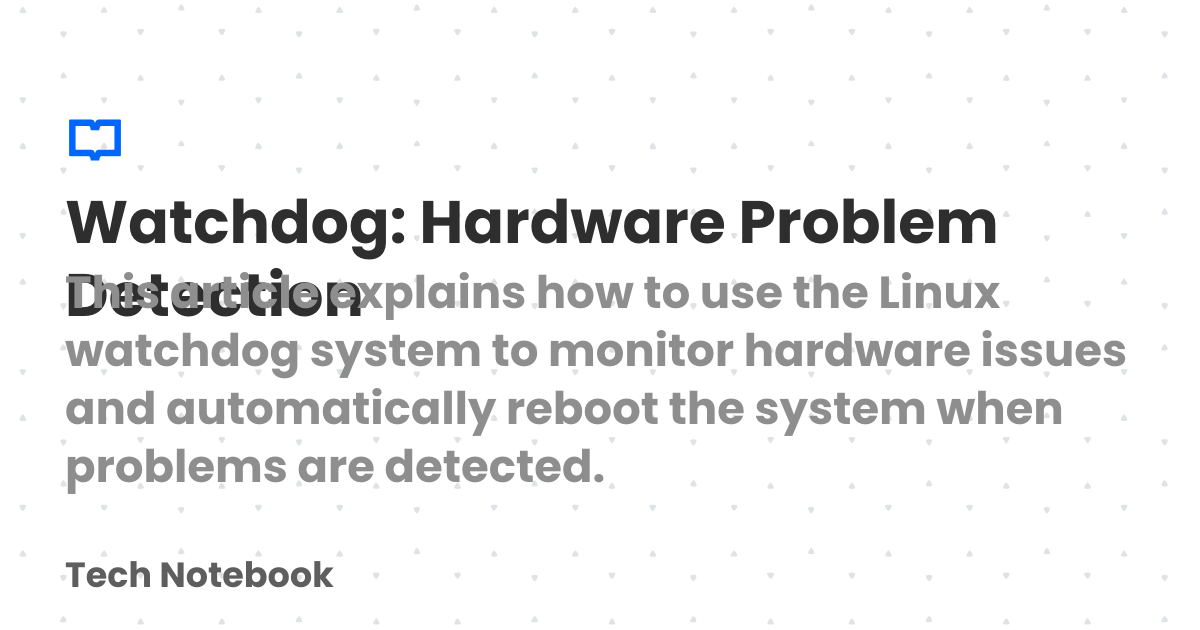 Watchdog: Hardware Problem
Detection
This article explains how to use the Linux
watchdog system to monitor hardware issues
and automatically reboot the system when
problems are detected.
Tech Notebook